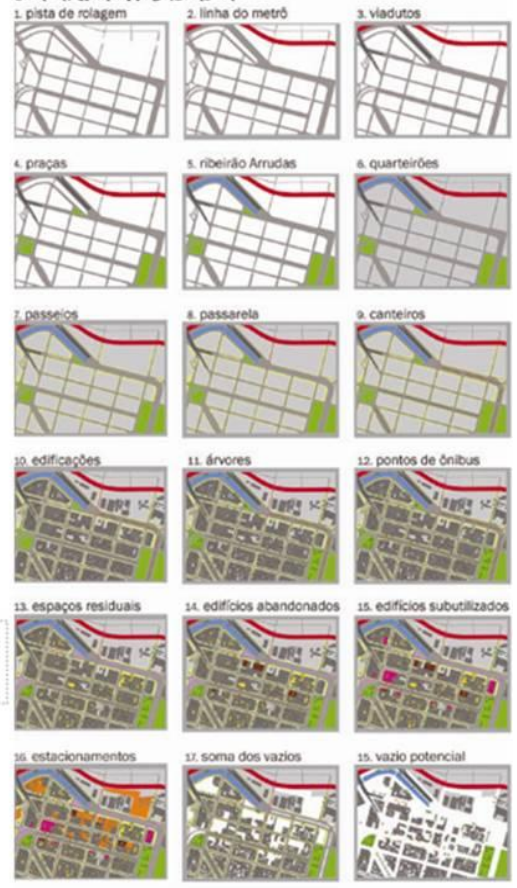 1. pista de rolagem
2. linha do metrô
3. viadutos
4. praças
5. ribeirão Arrudas
6. quarteirões
7. passeios
8. passarela
9. canteiros
10. edificações
11. árvores
12. pontos de ônibus
13. espaços residuais
14. edifícios abandonados
15. edifícios subutilizados
16. estacionamentos
17. soma dos vazios
15. vazio potencial